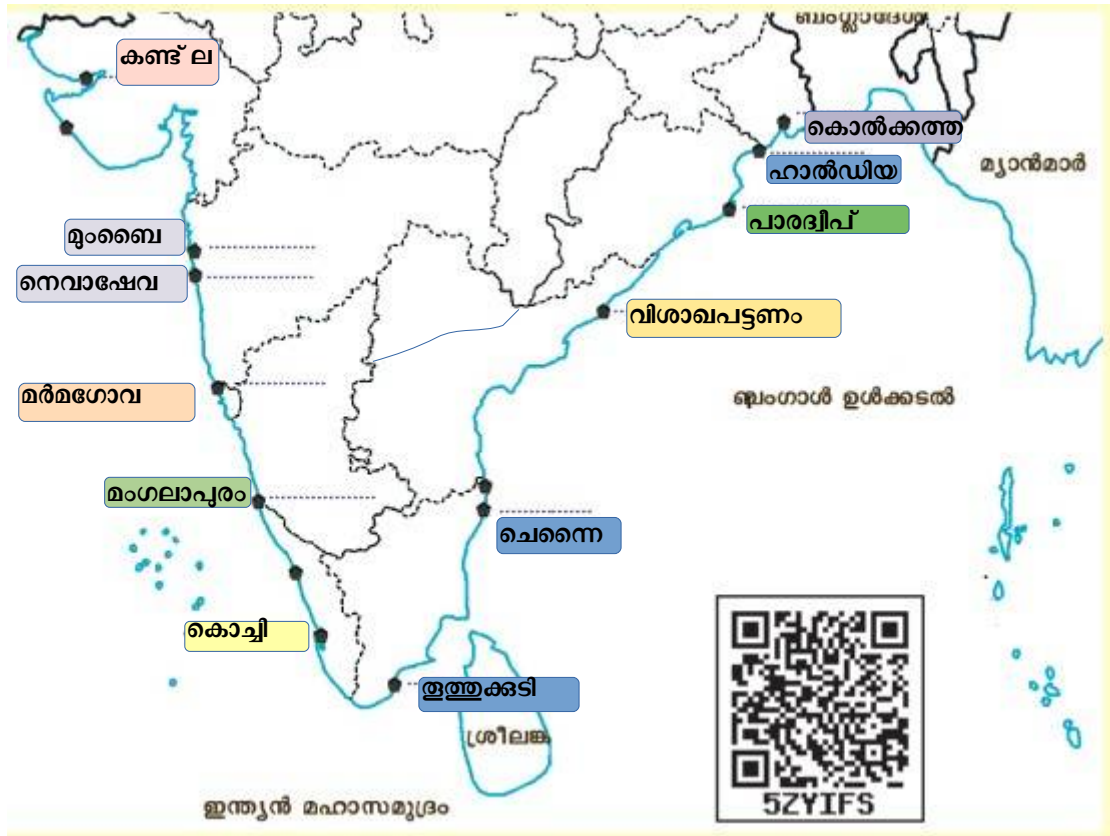 ബംഗ്ലാദേശ്
കണ്ട് ല
കൊൽക്കത്ത
ഹാൽഡിയ
മ്യാൻമാർ
പാരദ്വീപ്
മുംബൈ
നെവാഷേവ
വിശാഖപട്ടണം
മർമഗോവ
ബംഗാൾ ഉൾക്കടൽ
മംഗലാപുരം
ചെന്നൈ
കൊച്ചി
തൂത്തുക്കുടി
ശ്രീലങ്ക
ഇന്ത്യൻ മഹാസമുദ്രം
5ZYIFS